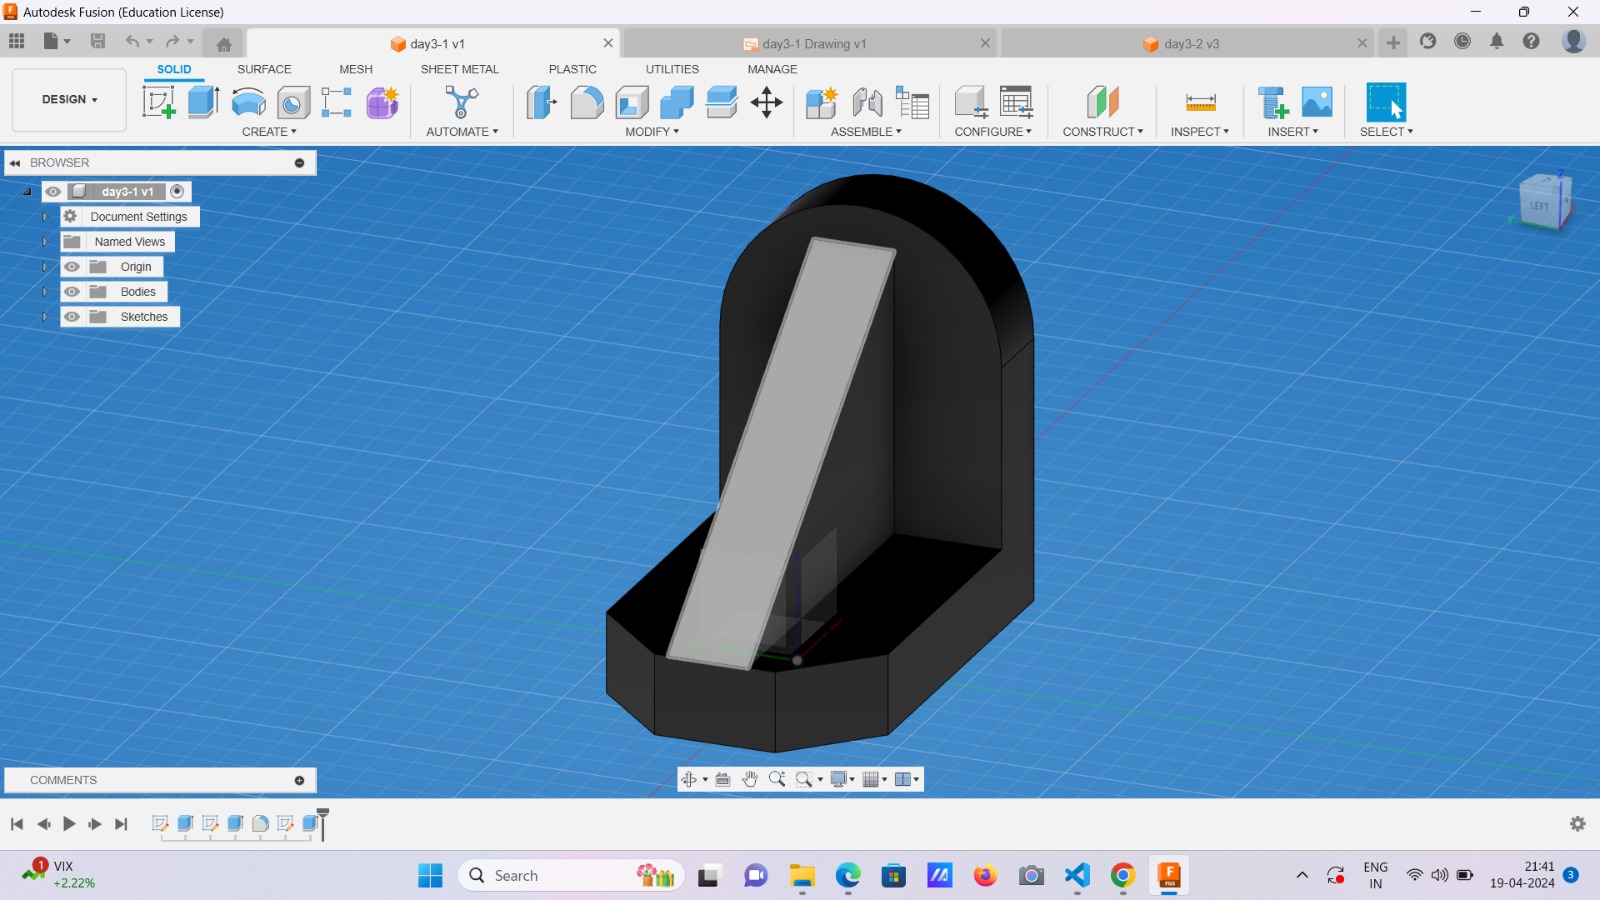 Autodesk Fusion (Education License)
day3-1 v1
day3-1 Drawing v1
day3-2 v3
DESIGN
SOLID
SURFACE
MESH
SHEET METAL
PLASTIC
UTILITIES
MANAGE
CREATE
AUTOMATE
MODIFY
ASSEMBLE
CONFIGURE
CONSTRUCT
INSPECT
INSERT
SELECT
BROWSER
day3-1 v1
Document Settings
Named Views
Origin
Bodies
Sketches
Z
LEFT
Y
COMMENTS
1
VIX
+2.22%
Search
F
FUS
ENG
IN
21:41
19-04-2024
3